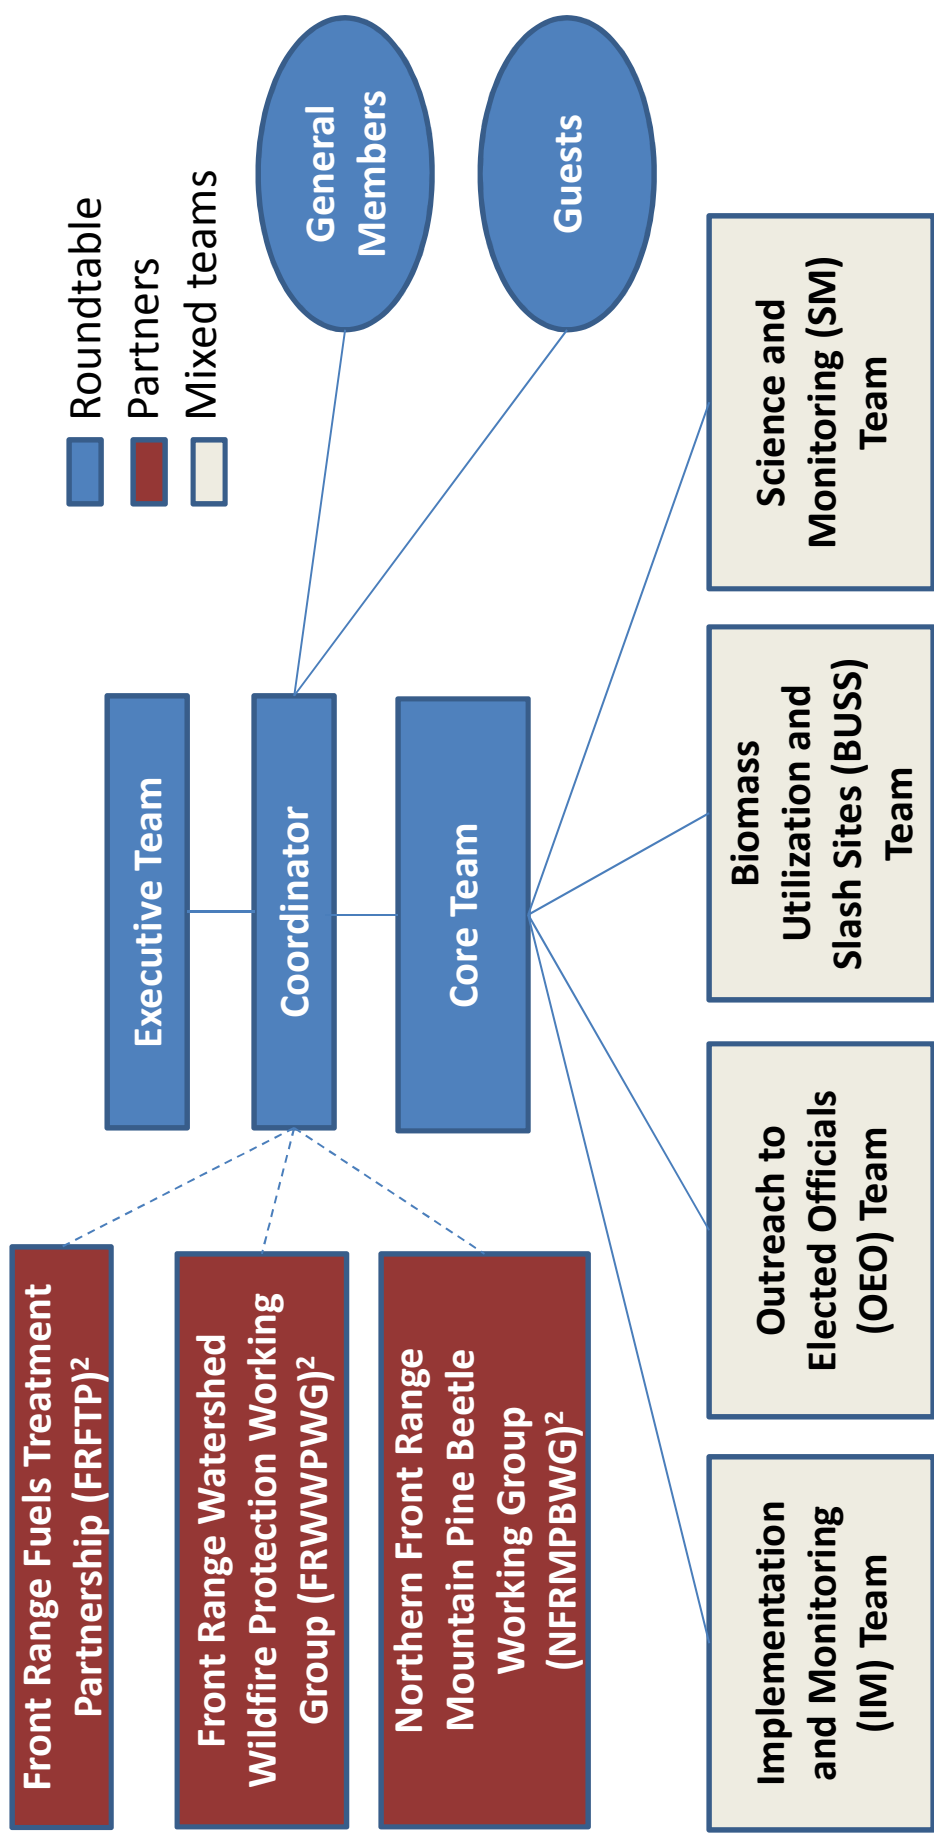 Front Range Fuels Treatment
Partnership (FRFTP)²
Front Range Watershed
Wildfire Protection Working
Group (FRWWPWG)²
Northern Front Range
Mountain Pine Beetle
Working Group
(NFRMPBWG)²
Executive Team
Coordinator
Core Team
Roundtable
Partners
Mixed teams
General
Members
Guests
Implementation
and Monitoring
(IM) Team
Outreach to
Elected Officials
(OEO) Team
Biomass
Utilization and
Slash Sites (BUSS)
Team
Science and
Monitoring (SM)
Team